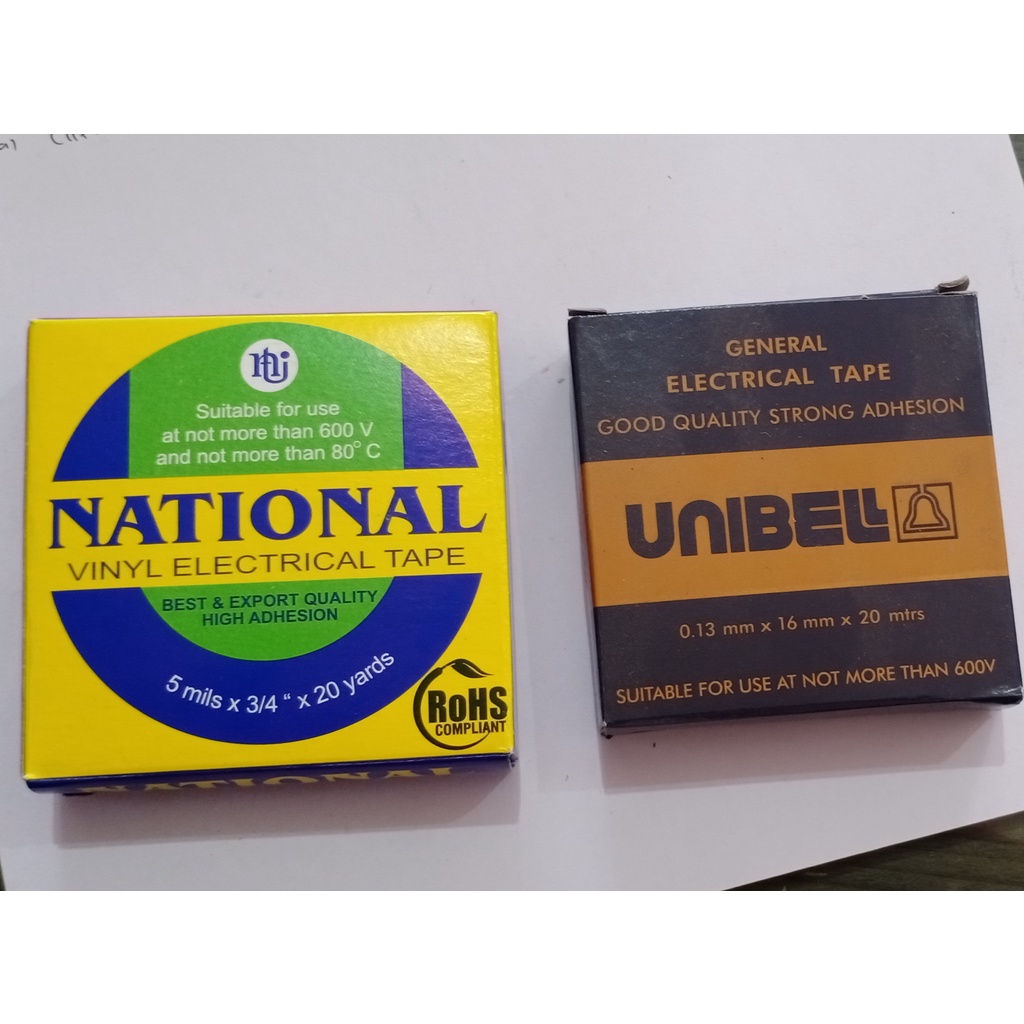 Suitable for use
at not more than 600 V
and not more than 80° C
NATIONAL
VINYL ELECTRICAL TAPE
BEST & EXPORT QUALITY
HIGH ADHESION
5 mils x 3/4 “ x 20 yards
RoHS
COMPLIANT
NATIONAL
GENERAL
ELECTRICAL TAPE
GOOD QUALITY STRONG ADHESION
UNIBELL
0.13 mm x 16 mm x 20 mtrs
SUITABLE FOR USE AT NOT MORE THAN 600V